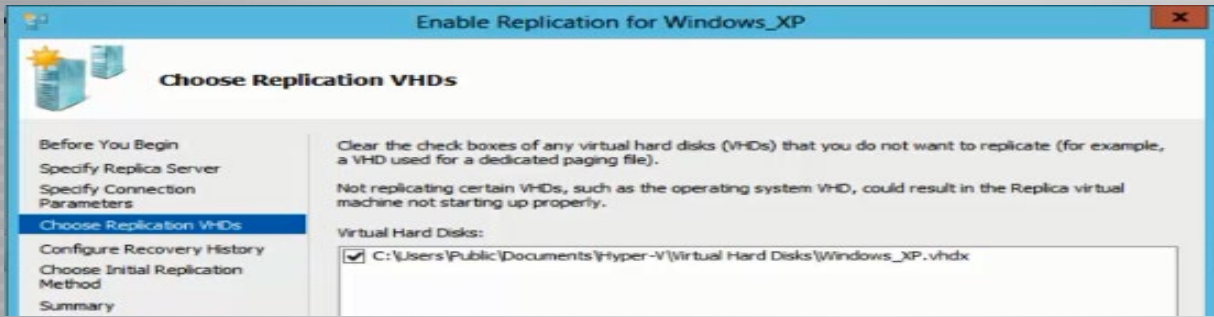 Enable Replication for Windows_XP
Choose Replication VHDs
Before You Begin
Specify Replica Server
Specify Connection
Parameters
Choose Replication VHDs
Configure Recovery History
Choose Initial Replication
Method
Summary
Clear the check boxes of any virtual hard disks (VHDs) that you do not want to replicate (for example,
a VHD used for a dedicated paging file).
Not replicating certain VHDs, such as the operating system VHD, could result in the Replica virtual
machine not starting up properly.
Virtual Hard Disks:
C:\Users\Public\Documents\Hyper-V\Virtual Hard Disks\Windows_XP.vhdx